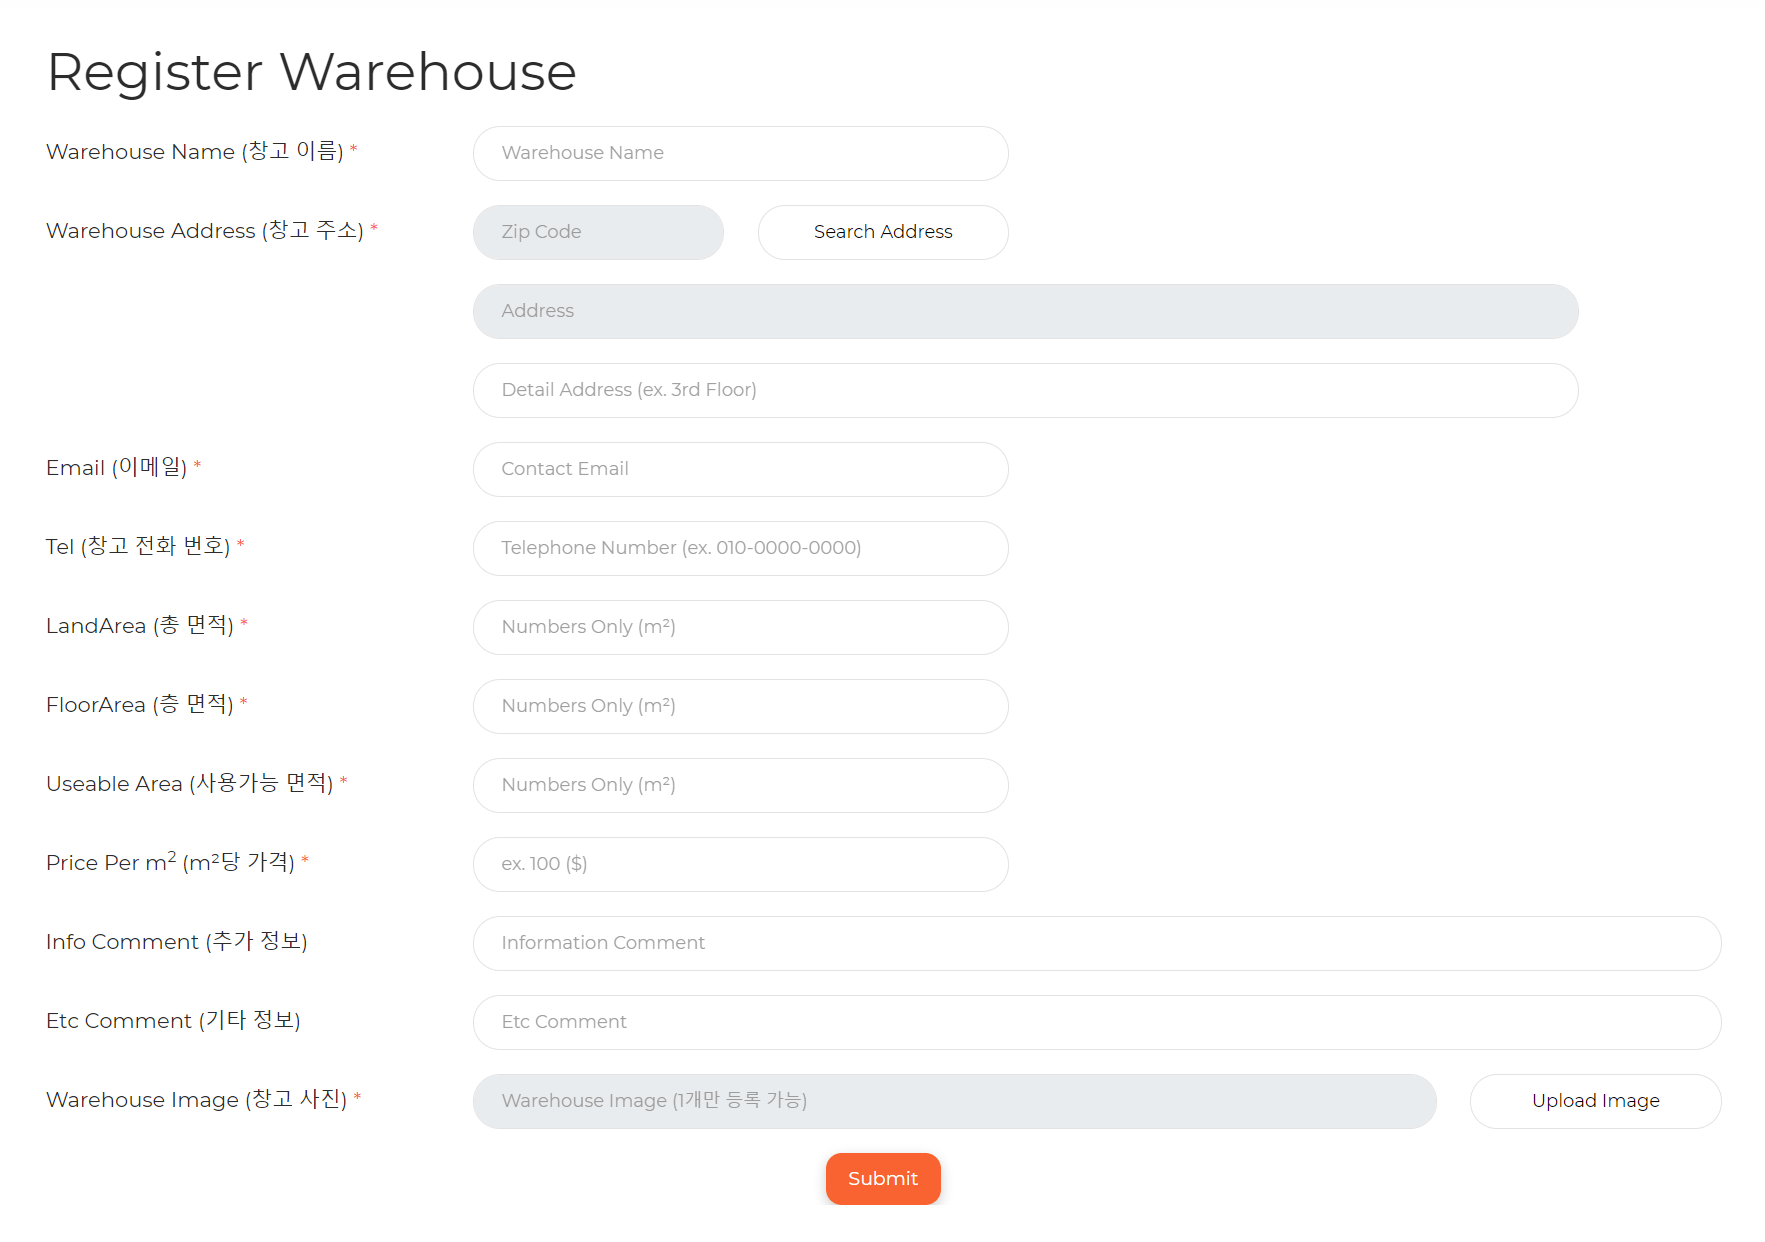 Register Warehouse
Warehouse Name (창고 이름) *
Warehouse Name
Warehouse Address (창고 주소) *
Zip Code
Search Address
Address
Detail Address (ex. 3rd Floor)
Email (이메일) *
Contact Email
Tel (창고 전화 번호) *
Telephone Number (ex. 010-0000-0000)
LandArea (총 면적) *
Numbers Only (m²)
FloorArea (층 면적) *
Numbers Only (m²)
Useable Area (사용가능 면적) *
Numbers Only (m²)
Price Per m² (m²당 가격) *
ex. 100 ($)
Info Comment (추가 정보)
Information Comment
Etc Comment (기타 정보)
Etc Comment
Warehouse Image (창고 사진) *
Warehouse Image (1개만 등록 가능)
Upload Image
Submit